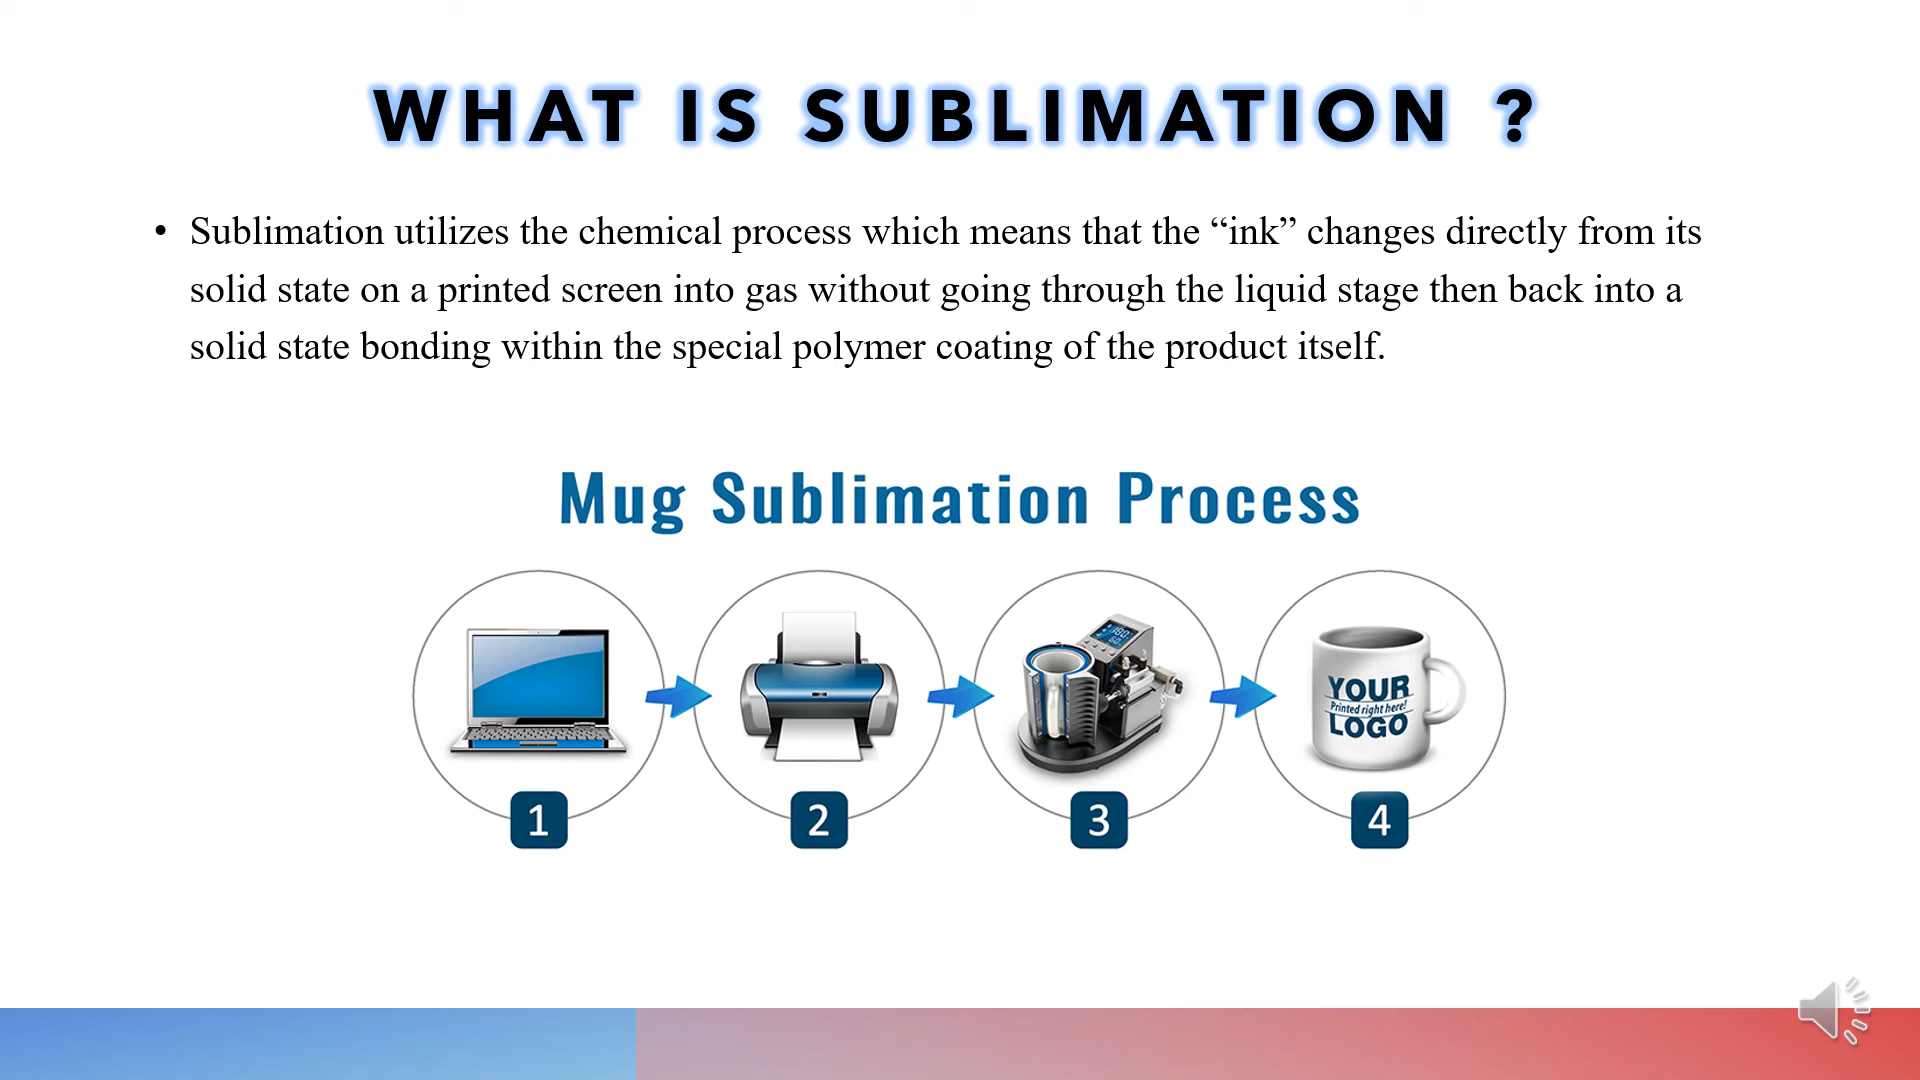 WHAT IS SUBLIMATION ?
• Sublimation utilizes the chemical process which means that the “ink” changes directly from its
solid state on a printed screen into gas without going through the liquid stage then back into a
solid state bonding within the special polymer coating of the product itself.
Mug Sublimation Process
180
60
YOUR
Printed right here!
LOGO
1
2
3
4